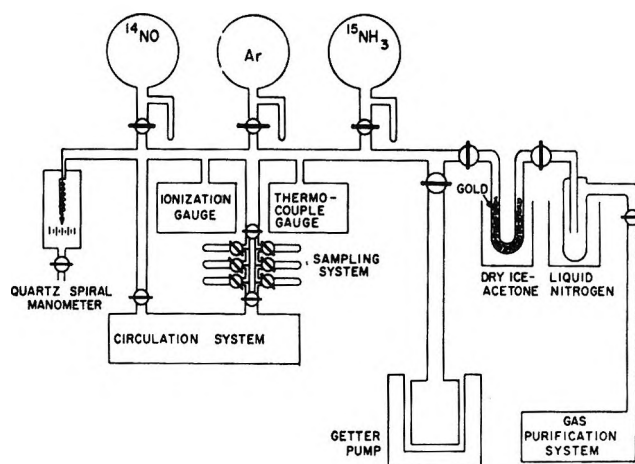 14NO
Ar
15NH3
IONIZATION
GAUGE
THERMO-
COUPLE
GAUGE
GOLD
SAMPLING
SYSTEM
DRY ICE-
ACETONE
LIQUID
NITROGEN
QUARTZ SPIRAL
MANOMETER
CIRCULATION SYSTEM
GETTER
PUMP
GAS
PURIFICATION
SYSTEM